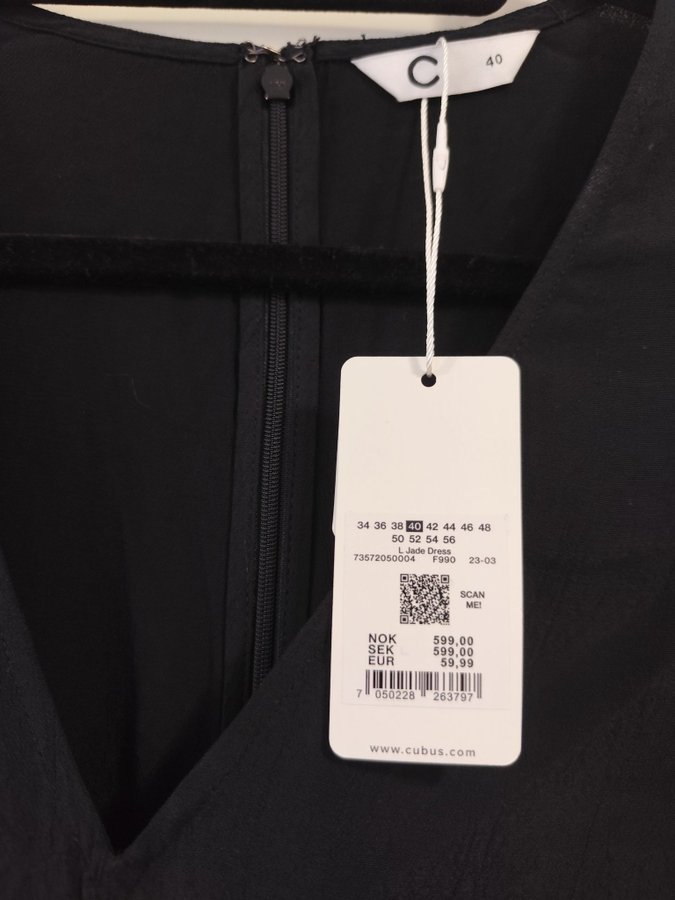 C 40
34 36 38 40 42 44 46 48
50 52 54 56
L Jade Dress
73572050004 F990 23-03
SCAN
ME!
NOK 599,00
SEK 599,00
EUR 59,99
7 050228 263797
www.cubus.com